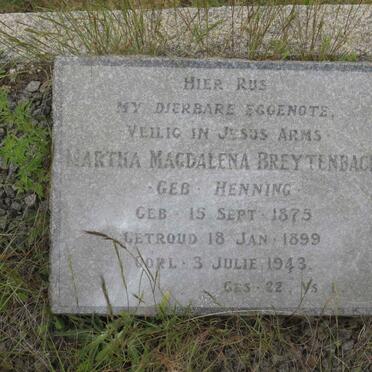 HIER RUS
MY DIERBARE EGGENOTE,
VEILIG IN JESUS ARMS
MARTHA MAGDALENA BREYTENBACH
GEB · HENNING
GEB · 15 SEPT · 1875
GETROUD 18 JAN · 1899
OORL · 3 JULIE 1943.
GES · 22, VS 1